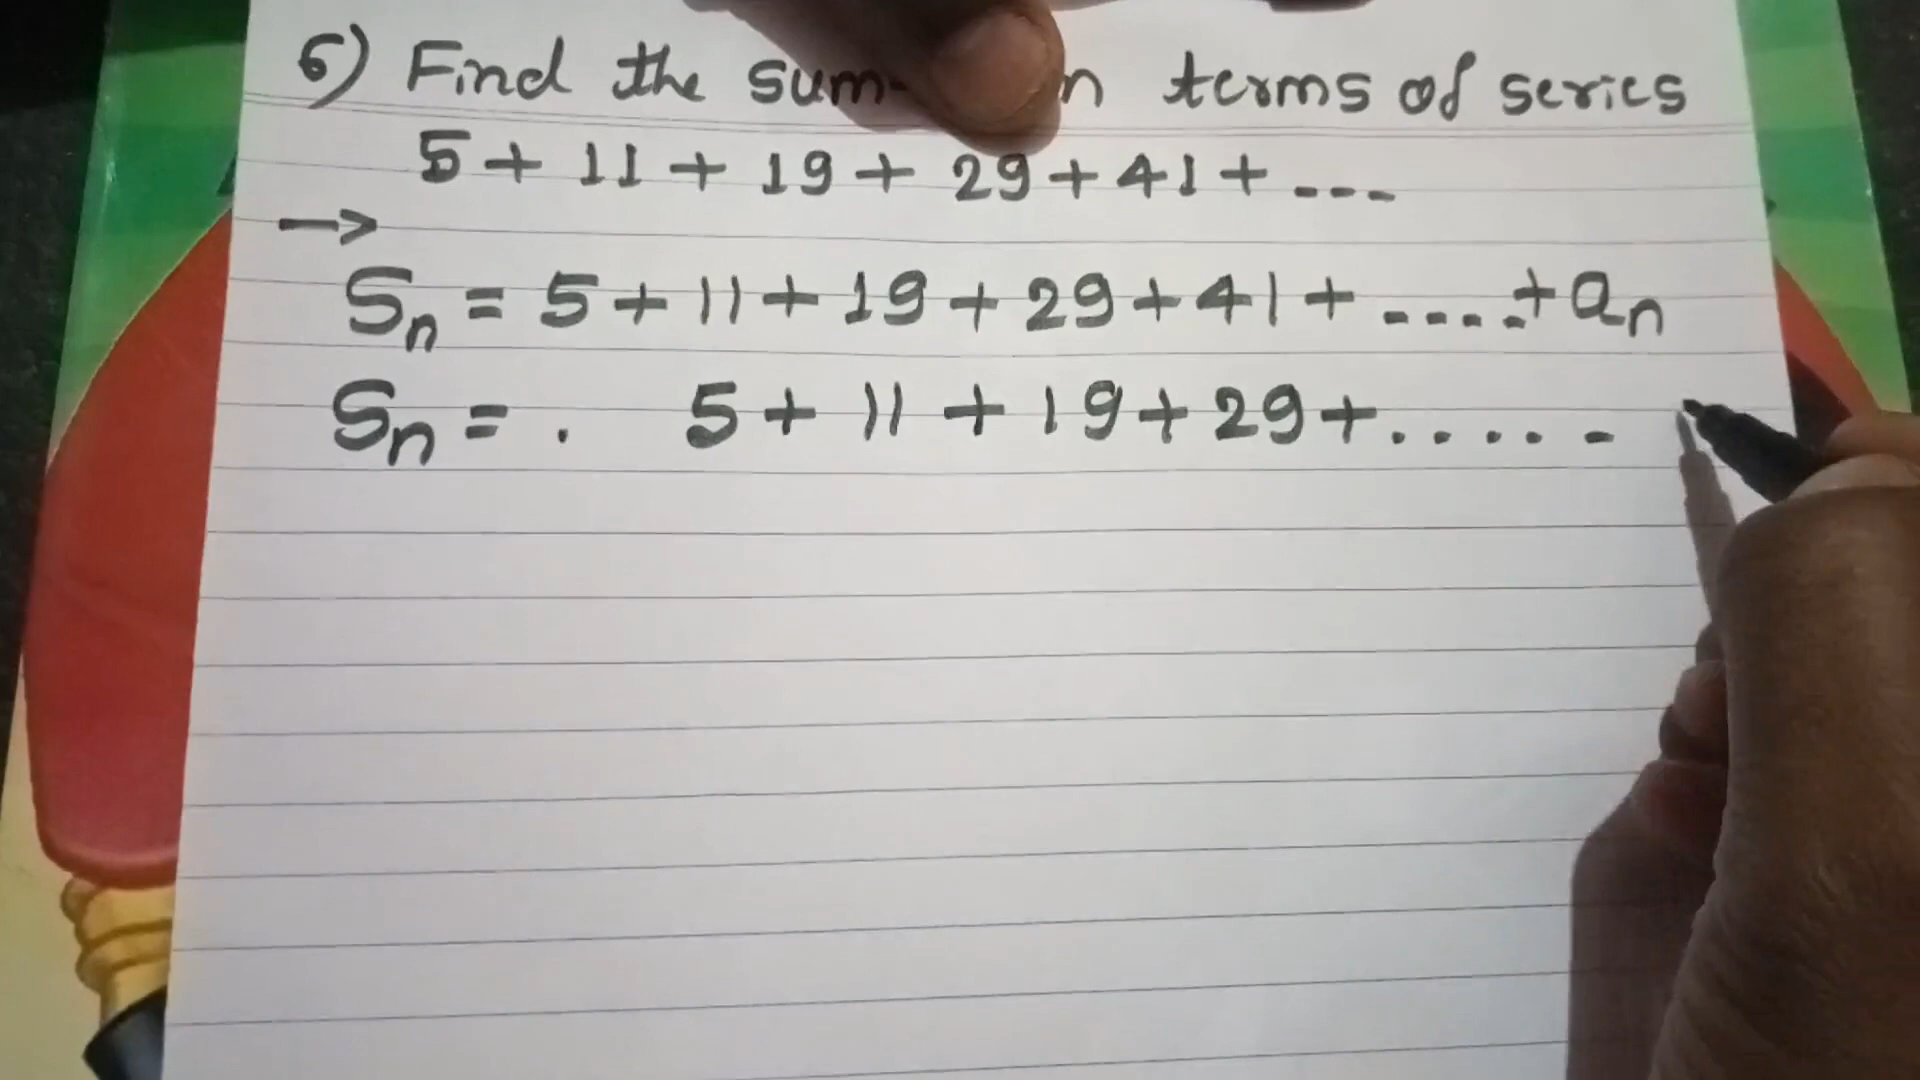 6) Find the sum n terms of series
5 + 11 + 19 + 29 + 41 + ---
→
Sn = 5 + 11 + 19 + 29 + 41 + ..... + an
Sn = . 5 + 11 + 19 + 29 + ..... -